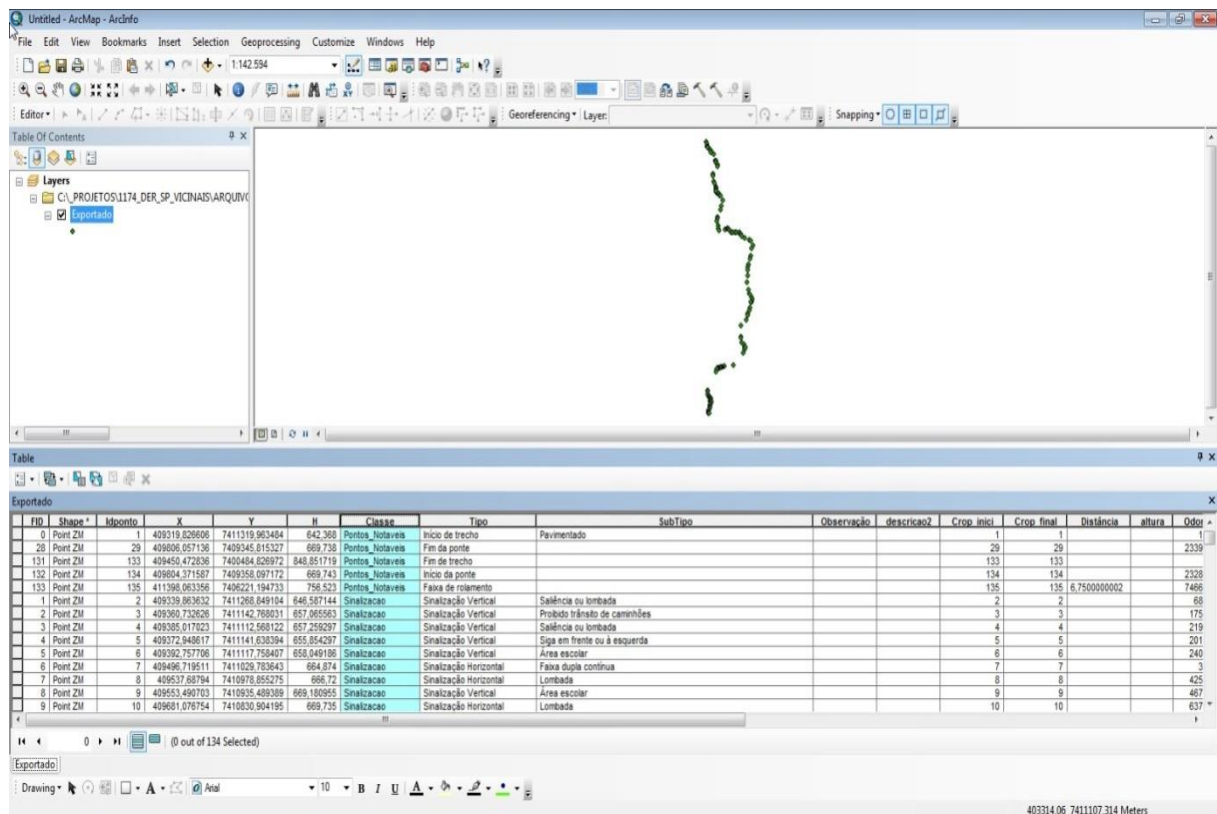 Untitled - ArcMap - ArcInfo
File Edit View Bookmarks Insert Selection Geoprocessing Customize Windows Help
1:142.594
Editor Georeferencing Layer: Snapping
Table Of Contents
Layers
C:\_PROJETOS\1174_DER_SP_VICINAIS\ARQUIV
Exportado
Table
Exportado
FID Shape * Idponto X Y H Classe Tipo SubTipo Observação descricao2 Crop inici Crop final Distância altura Odor
0 Point ZM 1 409319,826606 7411319,963484 642,368 Pontos_Notaveis Início de trecho Pavimentado 1 1 1
28 Point ZM 29 409806,057136 7409345,815327 669,738 Pontos_Notaveis Fim da ponte 29 29 2339
131 Point ZM 133 409450,472836 7400484,826972 848,851719 Pontos_Notaveis Fim de trecho 133 133
132 Point ZM 134 409804,371587 7409358,097172 669,743 Pontos_Notaveis Início da ponte 134 134 2328
133 Point ZM 135 411398,063356 7406221,194733 756,523 Pontos_Notaveis Faixa de rolamento 135 135 6,7500000002 7466
1 Point ZM 2 409339,863632 7411268,849104 646,587144 Sinalizacao Sinalização Vertical Saliência ou lombada 2 2 68
2 Point ZM 3 409360,732626 7411142,768031 657,065563 Sinalizacao Sinalização Vertical Proibido trânsito de caminhões 3 3 175
3 Point ZM 4 409385,017023 7411112,568122 657,259297 Sinalizacao Sinalização Vertical Saliência ou lombada 4 4 219
4 Point ZM 5 409372,948617 7411141,638394 655,854297 Sinalizacao Sinalização Vertical Siga em frente ou à esquerda 5 5 201
5 Point ZM 6 409392,757706 7411117,758407 658,049186 Sinalizacao Sinalização Vertical Área escolar 6 6 240
6 Point ZM 7 409496,719511 7411029,783643 664,874 Sinalizacao Sinalização Horizontal Faixa dupla contínua 7 7 3
7 Point ZM 8 409537,68794 7410978,855275 666,72 Sinalizacao Sinalização Horizontal Lombada 8 8 425
8 Point ZM 9 409553,490703 7410935,489389 669,180955 Sinalizacao Sinalização Vertical Área escolar 9 9 467
9 Point ZM 10 409681,076754 7410830,904195 669,735 Sinalizacao Sinalização Horizontal Lombada 10 10 637
0 (0 out of 134 Selected)
Exportado
Drawing A Arial 10 B I U A
403314,06 7411107,314 Meters